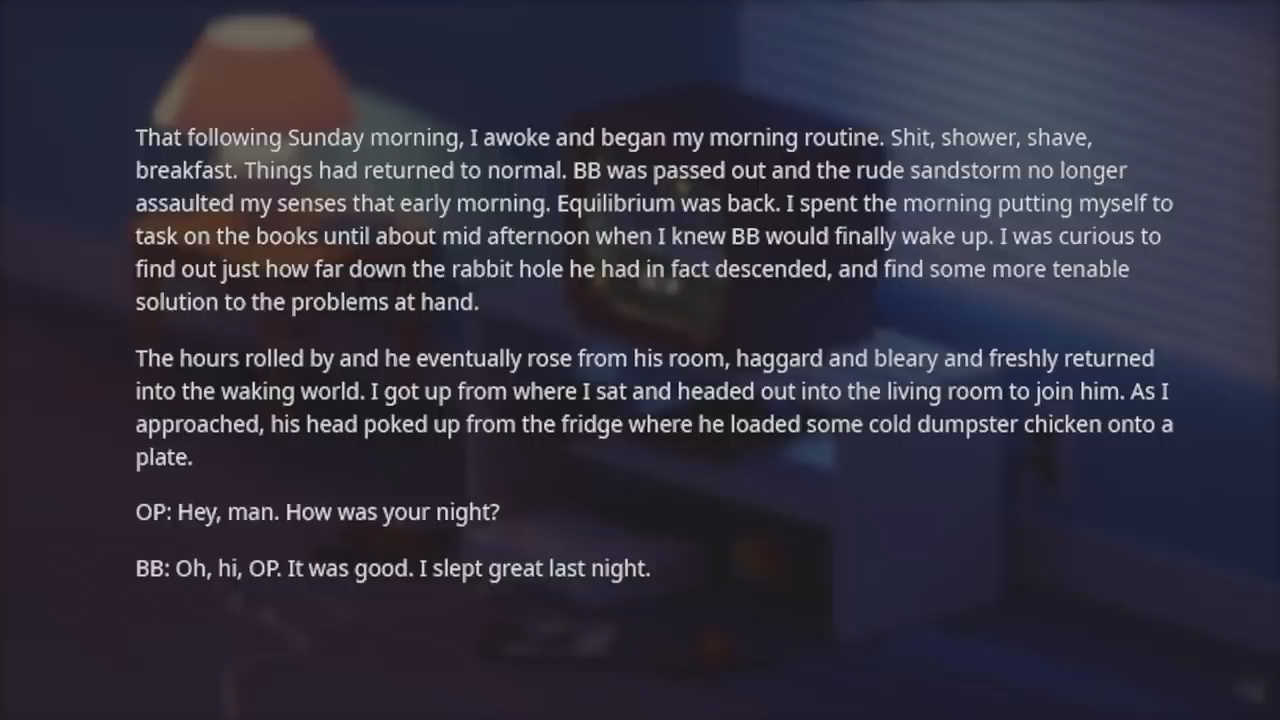 That following Sunday morning, I awoke and began my morning routine. Shit, shower, shave,
breakfast. Things had returned to normal. BB was passed out and the rude sandstorm no longer
assaulted my senses that early morning. Equilibrium was back. I spent the morning putting myself to
task on the books until about mid afternoon when I knew BB would finally wake up. I was curious to
find out just how far down the rabbit hole he had in fact descended, and find some more tenable
solution to the problems at hand.
The hours rolled by and he eventually rose from his room, haggard and bleary and freshly returned
into the waking world. I got up from where I sat and headed out into the living room to join him. As I
approached, his head poked up from the fridge where he loaded some cold dumpster chicken onto a
plate.
OP: Hey, man. How was your night?
BB: Oh, hi, OP. It was good. I slept great last night.